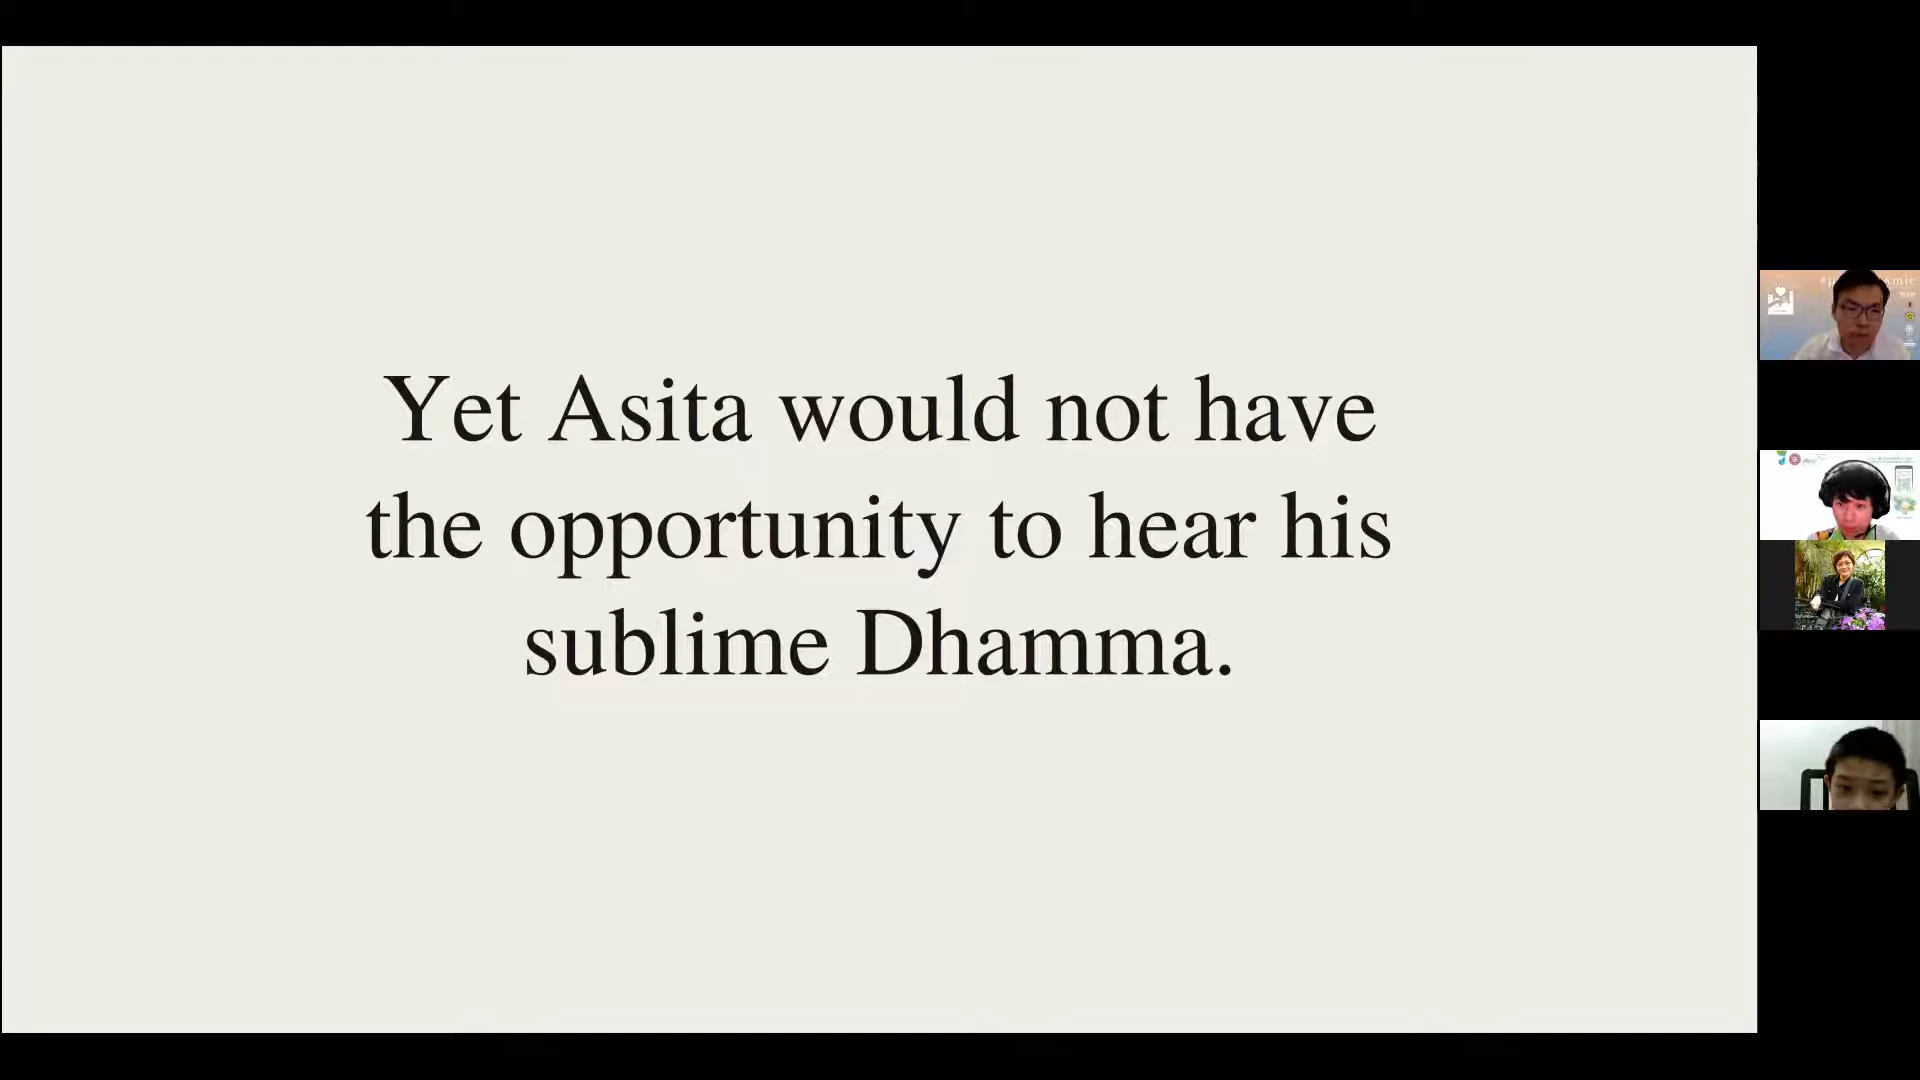 Yet Asita would not have
the opportunity to hear his
sublime Dhamma.